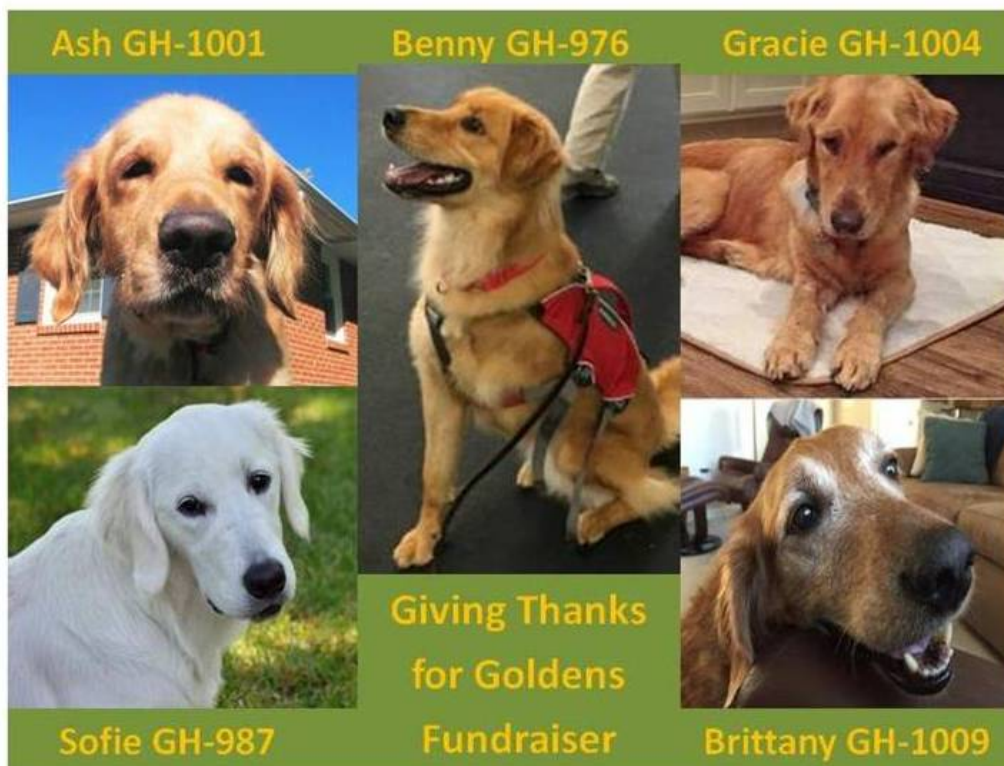 Ash GH-1001
Benny GH-976
Gracie GH-1004
Giving Thanks
for Goldens
Fundraiser
Sofie GH-987
Brittany GH-1009